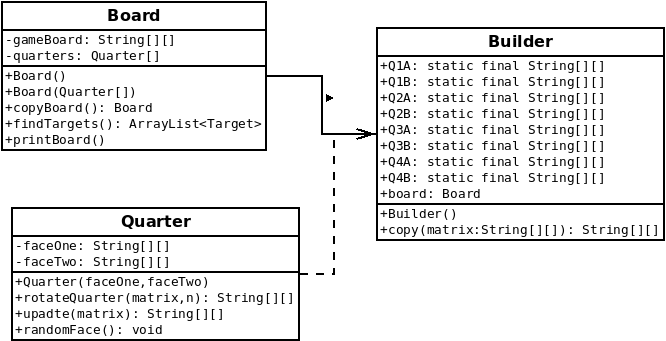 Board
-gameBoard: String[][]
-quarters: Quarter[]
+Board()
+Board(Quarter[])
+copyBoard(): Board
+findTargets(): ArrayList<Target>
+printBoard()
Builder
+Q1A: static final String[][]
+Q1B: static final String[][]
+Q2A: static final String[][]
+Q2B: static final String[][]
+Q3A: static final String[][]
+Q3B: static final String[][]
+Q4A: static final String[][]
+Q4B: static final String[][]
+board: Board
+Builder()
+copy(matrix:String[][]): String[][]
Quarter
-faceOne: String[][]
-faceTwo: String[][]
+Quarter(faceOne,faceTwo)
+rotateQuarter(matrix,n): String[][]
+upadte(matrix): String[][]
+randomFace(): void